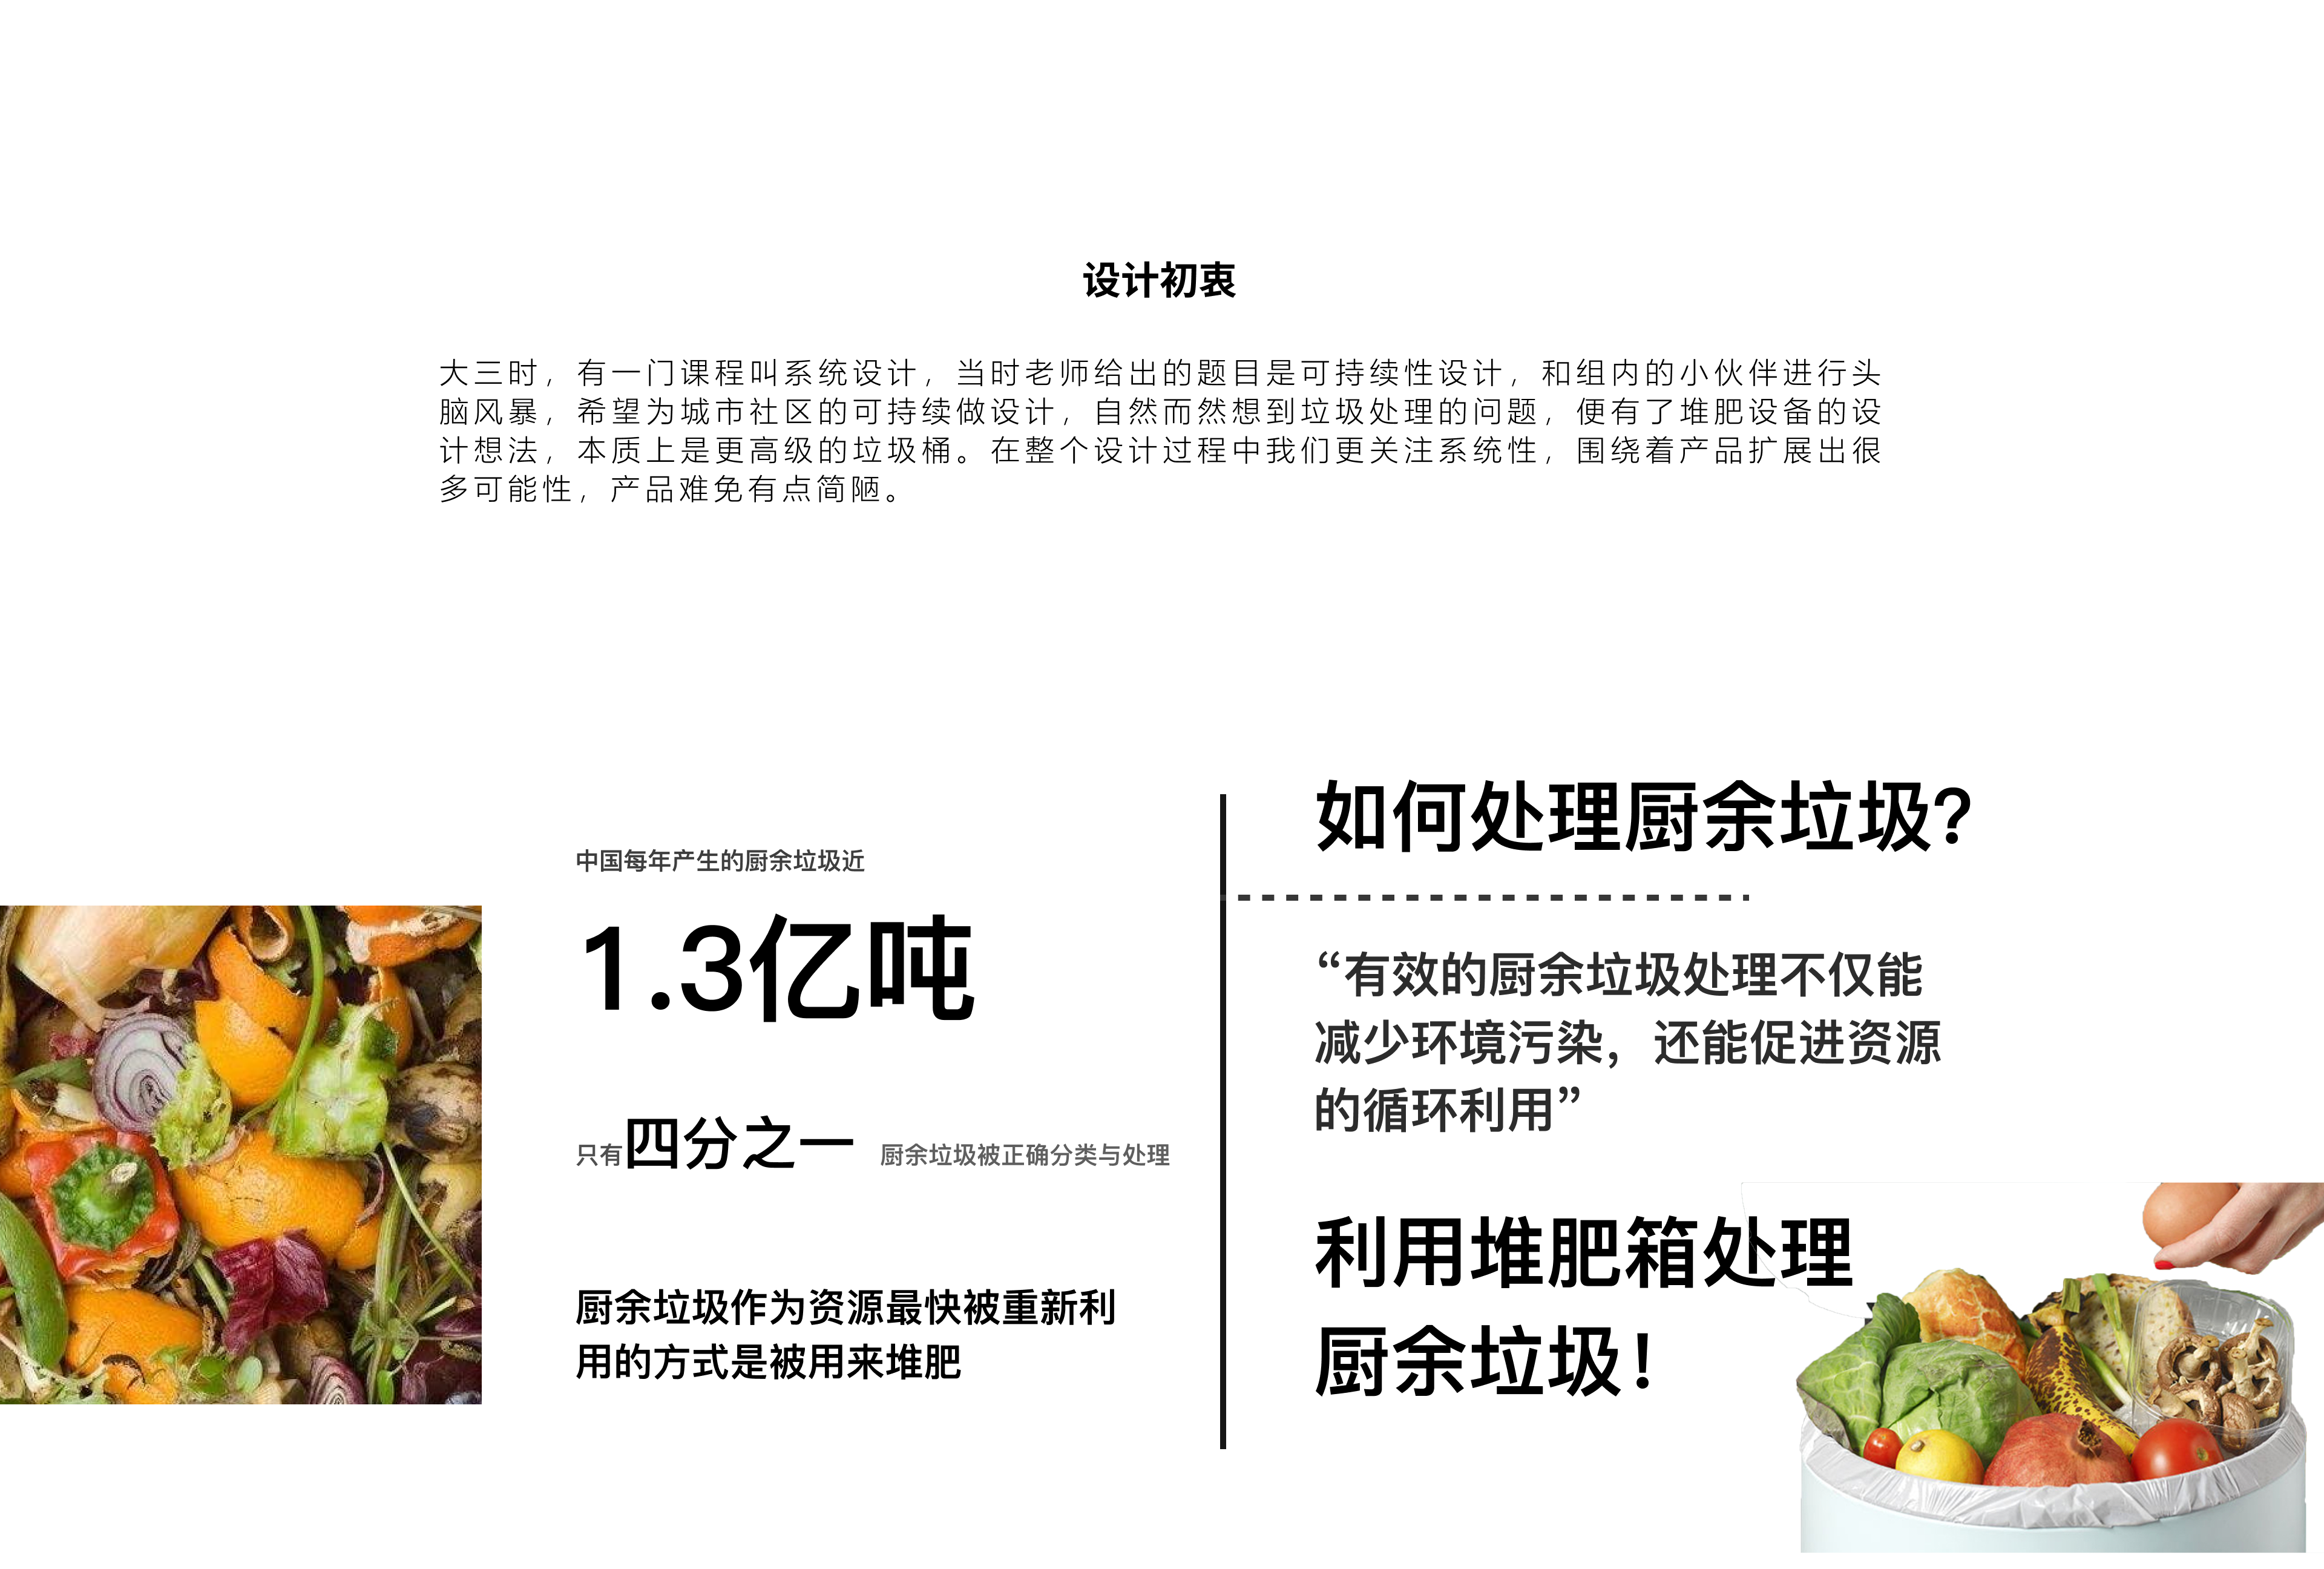 设计初衷
大三时，有一门课程叫系统设计，当时老师给出的题目是可持续性设计，和组内的小伙伴进行头
脑风暴，希望为城市社区的可持续做设计，自然而然想到垃圾处理的问题，便有了堆肥设备的设
计想法，本质上是更高级的垃圾桶。在整个设计过程中我们更关注系统性，围绕着产品扩展出很
多可能性，产品难免有点简陋。
中国每年产生的厨余垃圾近
1.3亿吨
只有四分之一 厨余垃圾被正确分类与处理
厨余垃圾作为资源最快被重新利
用的方式是被用来堆肥
如何处理厨余垃圾？
“有效的厨余垃圾处理不仅能
减少环境污染，还能促进资源
的循环利用”
利用堆肥箱处理
厨余垃圾！